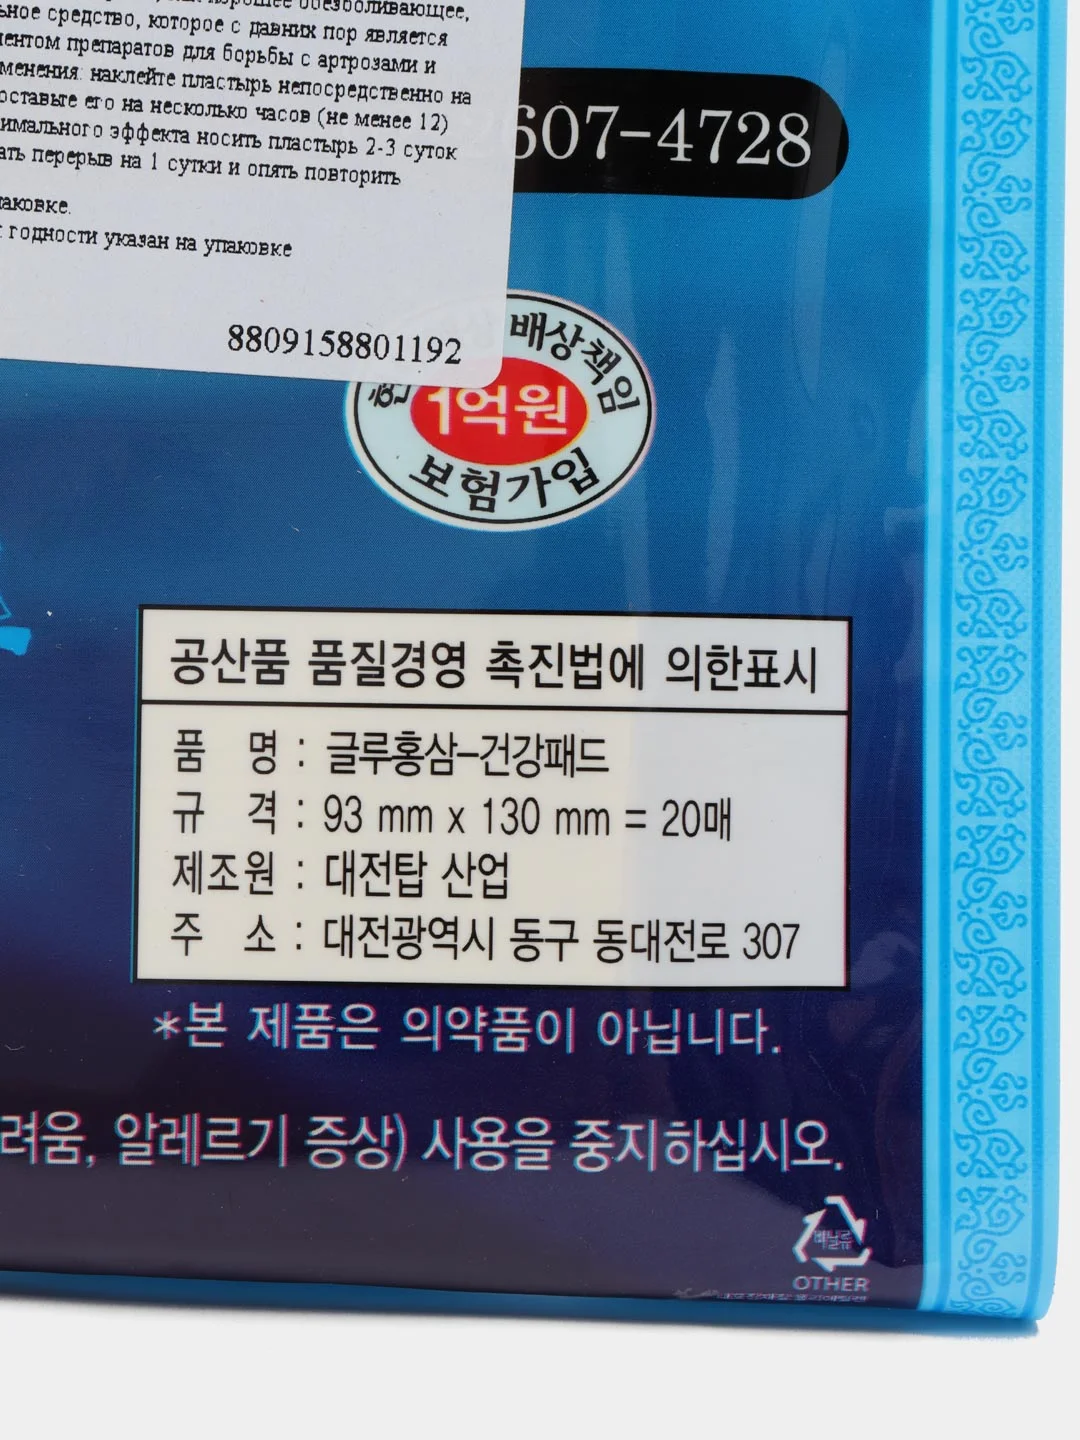 обезболивающее,
средство, которое с давних пор является
препаратов для борьбы с артрозами и
наклейте пластырь непосредственно на
его на несколько часов (не менее 12)
эффекта носить пластырь 2-3 суток
перерыв на 1 сутки и опять повторить
годности указан на упаковке
8809158801192
607-4728
배상책임
1억원
보험가입
공산품 품질경영 촉진법에 의한표시
품 명 : 글루홍삼-건강패드
규 격 : 93 mm x 130 mm = 20매
제조원 : 대전탑 산업
주 소 : 대전광역시 동구 동대전로 307
*본 제품은 의약품이 아닙니다.
려움, 알레르기 증상) 사용을 중지하십시오.
비닐류
OTHER